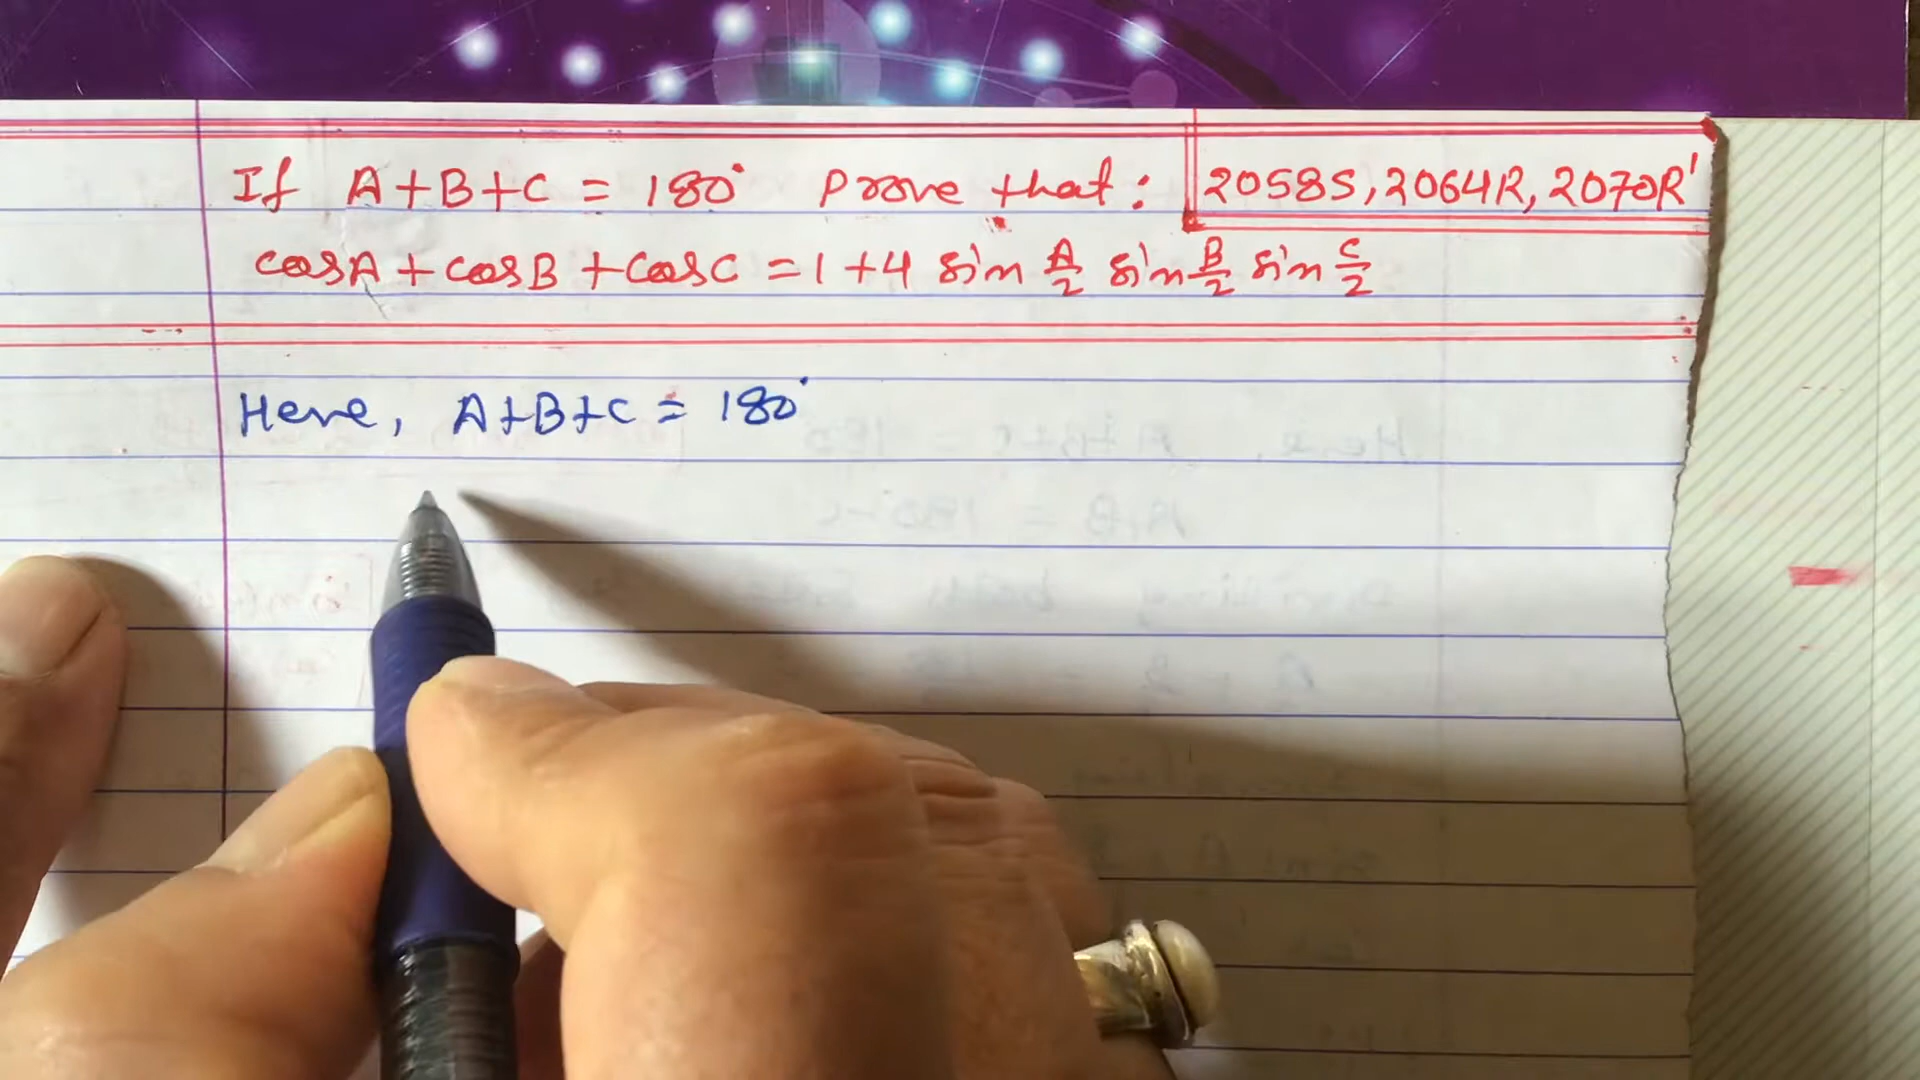 If A+B+C = 180° Prove that: 2058S, 2064R, 2070R'
cosA + cosB + cosC = 1 + 4 sin A/2 sin B/2 sin C/2
Here, A+B+C = 180°